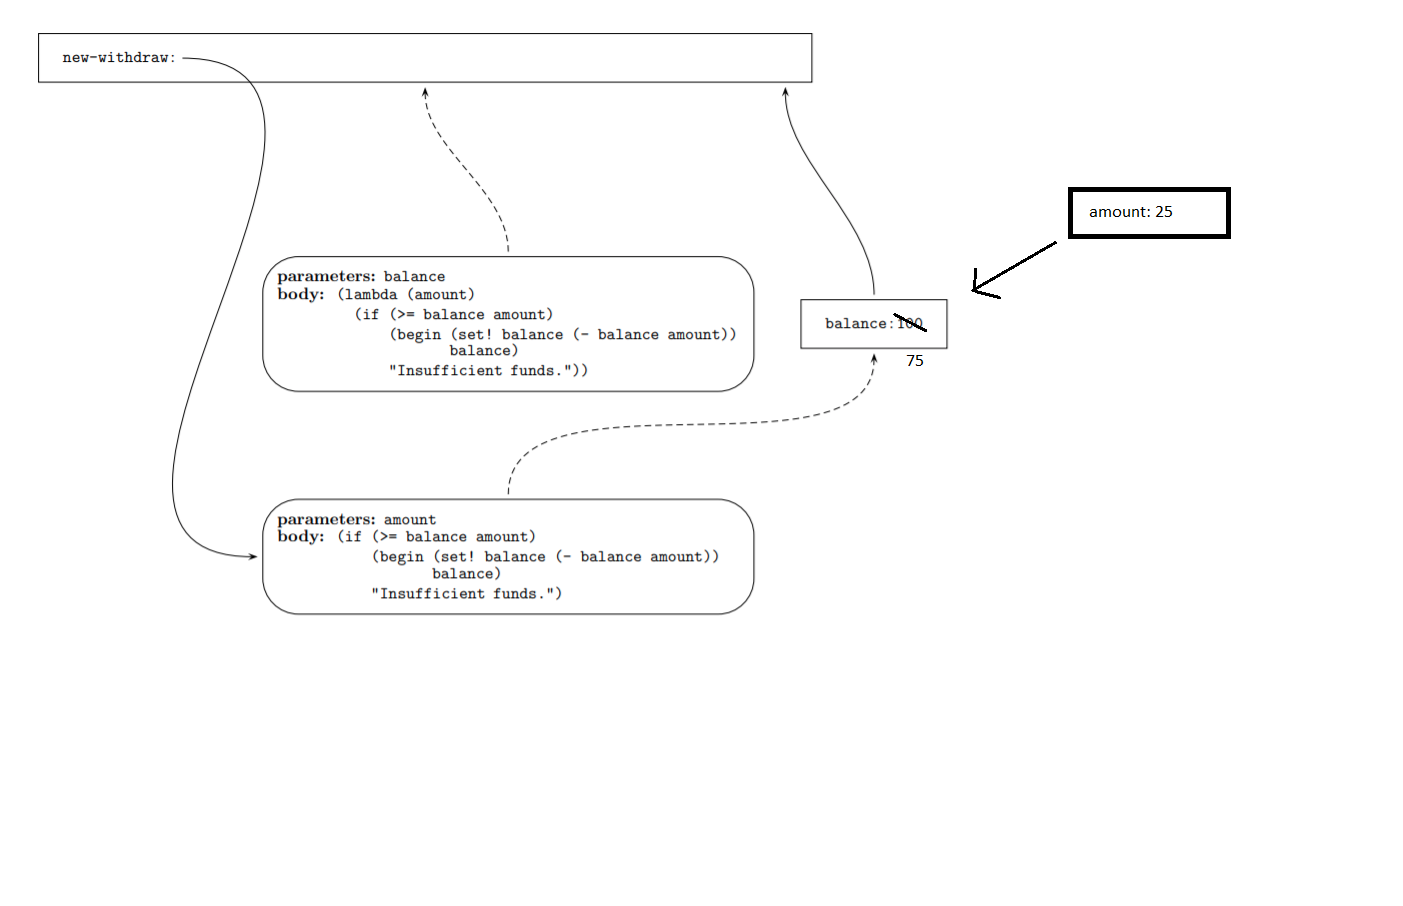 new-withdraw:
amount: 25
parameters: balance
body: (lambda (amount)
(if (>= balance amount)
(begin (set! balance (- balance amount))
balance)
"Insufficient funds."))
balance:100
75
parameters: amount
body: (if (>= balance amount)
(begin (set! balance (- balance amount))
balance)
"Insufficient funds.")